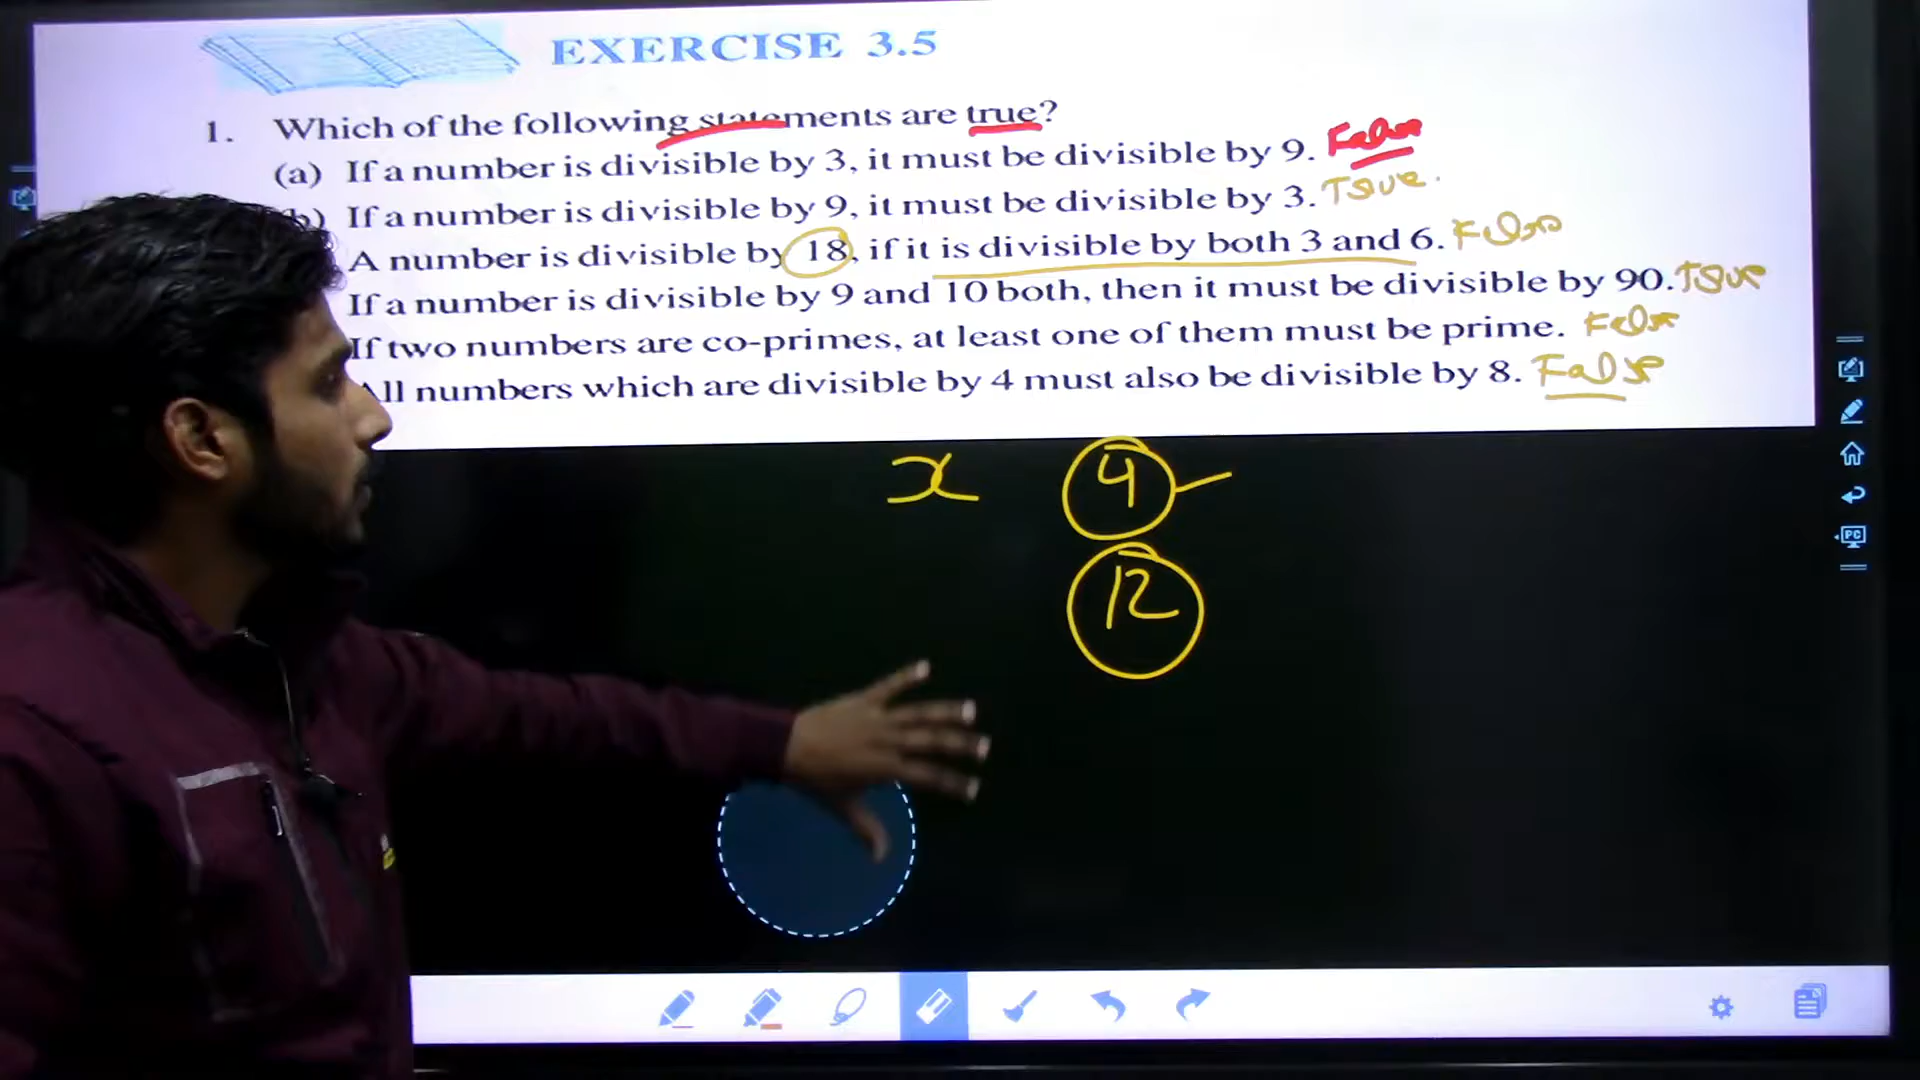 EXERCISE 3.5
1. Which of the following statements are true?
(a) If a number is divisible by 3, it must be divisible by 9. False
(b) If a number is divisible by 9, it must be divisible by 3. True.
A number is divisible by 18, if it is divisible by both 3 and 6. False
If a number is divisible by 9 and 10 both, then it must be divisible by 90. True
If two numbers are co-primes, at least one of them must be prime. False
All numbers which are divisible by 4 must also be divisible by 8. False
x 4
12
PC